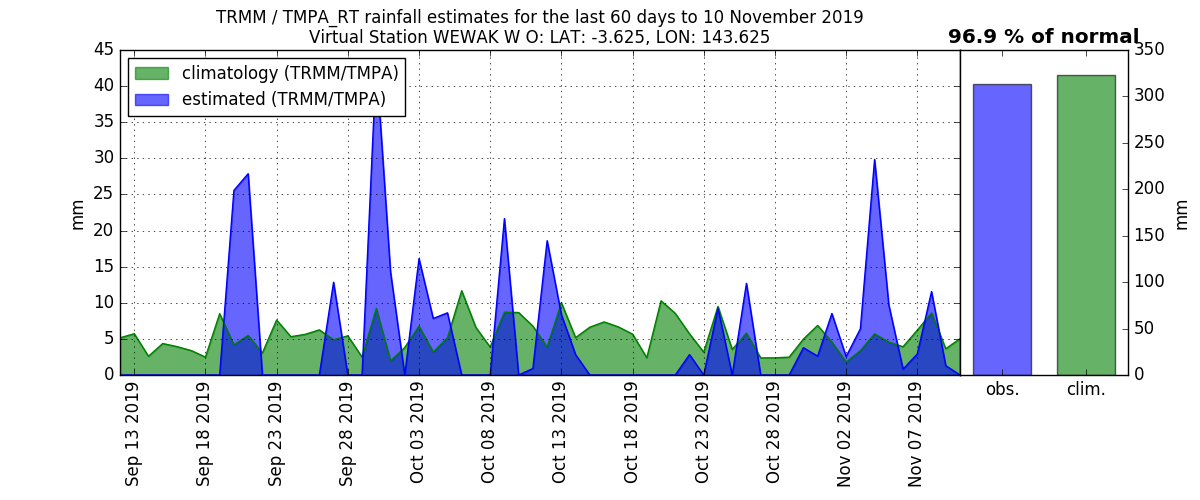 TRMM / TMPA_RT rainfall estimates for the last 60 days to 10 November 2019
Virtual Station WEWAK W O: LAT: -3.625, LON: 143.625
96.9 % of normal
climatology (TRMM/TMPA)
estimated (TRMM/TMPA)
mm
45
40
35
30
25
20
15
10
5
0
Sep 13 2019
Sep 18 2019
Sep 23 2019
Sep 28 2019
Oct 03 2019
Oct 08 2019
Oct 13 2019
Oct 18 2019
Oct 23 2019
Oct 28 2019
Nov 02 2019
Nov 07 2019
350
300
250
200
150
100
50
0
mm
obs.
clim.